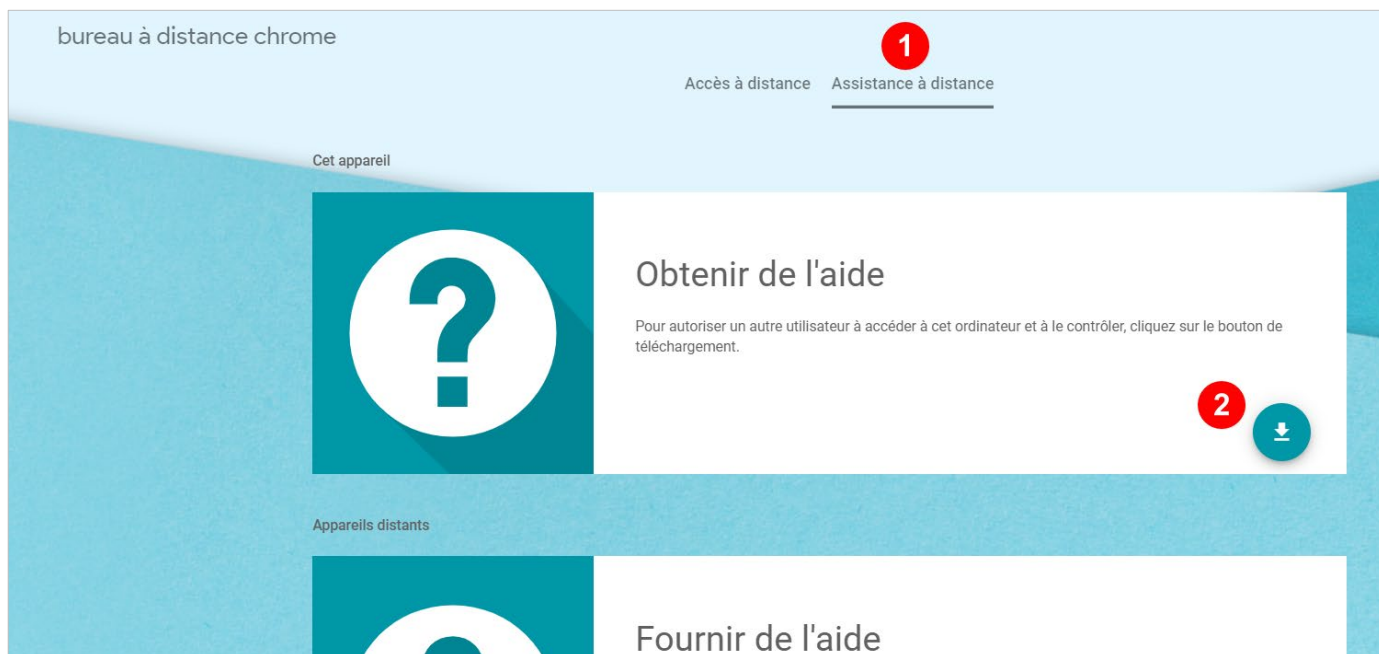 bureau à distance chrome
1
Accès à distance Assistance à distance
Cet appareil
?
Obtenir de l'aide
Pour autoriser un autre utilisateur à accéder à cet ordinateur et à le contrôler, cliquez sur le bouton de
téléchargement.
2
Appareils distants
Fournir de l'aide